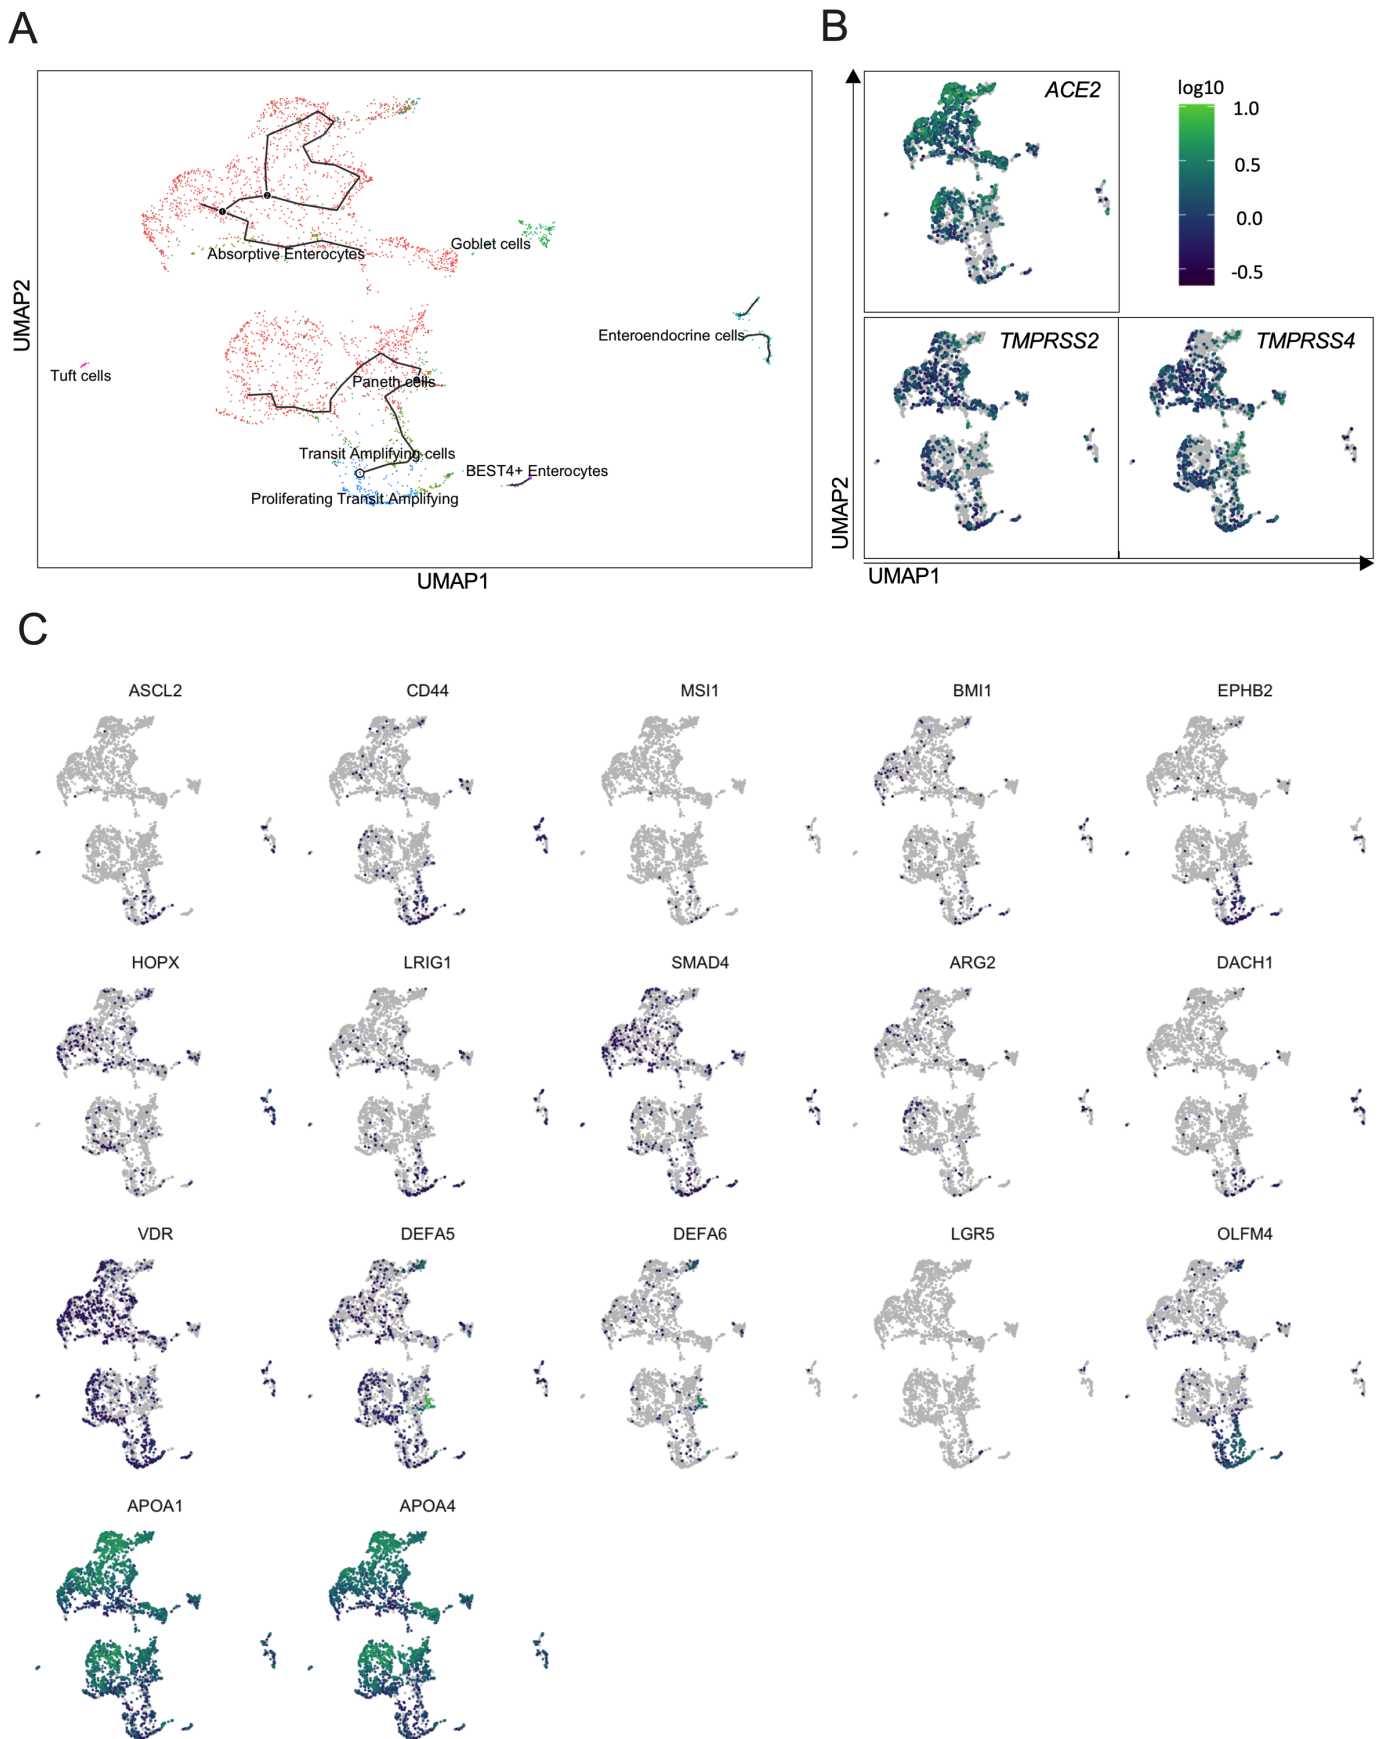 A
B
Goblet cells
Absorptive Enterocytes
Enteroendocrine cells
Tuft cells
Paneth cells
Transit Amplifying cells
BEST4+ Enterocytes
Proliferating Transit Amplifying
1
2
UMAP2
UMAP1
ACE2
log10
1.0
0.5
0.0
-0.5
TMPRSS2
TMPRSS4
UMAP2
UMAP1
C
ASCL2
CD44
MSI1
BMI1
EPHB2
HOPX
LRIG1
SMAD4
ARG2
DACH1
VDR
DEFA5
DEFA6
LGR5
OLFM4
APOA1
APOA4